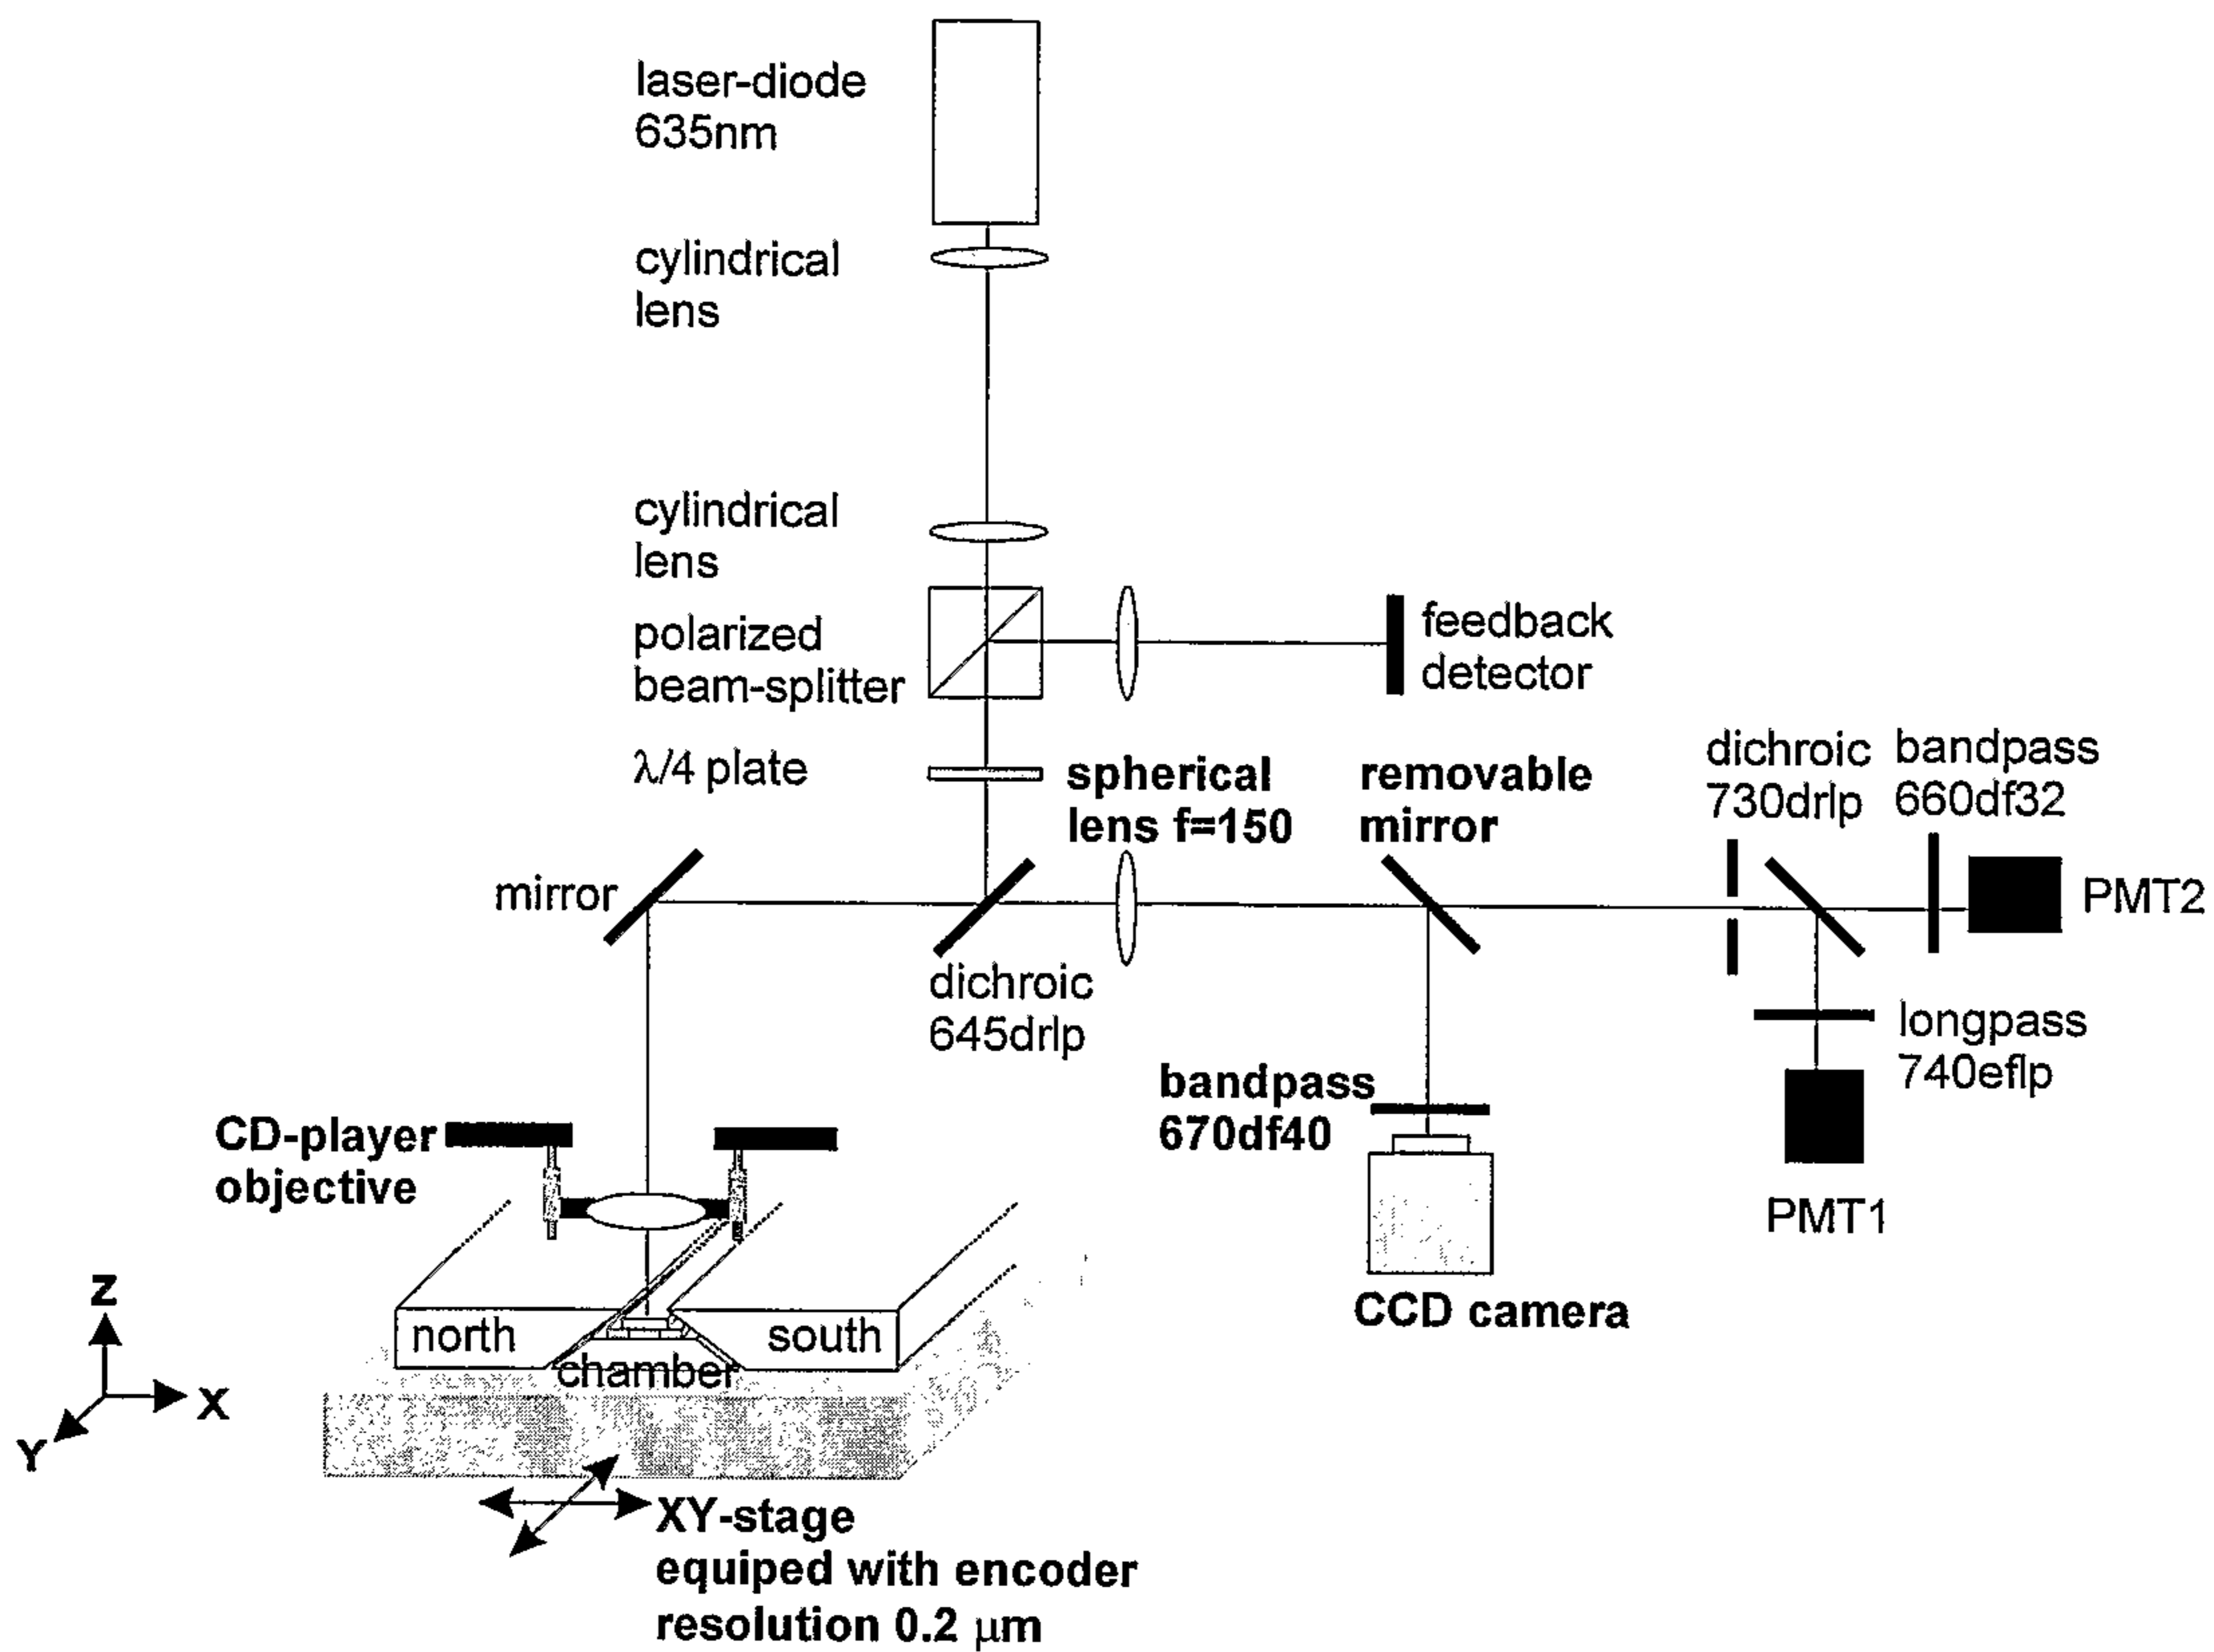 laser-diode
635nm
cylindrical
lens
cylindrical
lens
polarized
beam-splitter
feedback
detector
λ/4 plate
spherical
lens f=150
removable
mirror
dichroic
730drlp
bandpass
660df32
mirror
PMT2
dichroic
645drlp
longpass
740eflp
bandpass
670df40
CD-player
objective
PMT1
CCD camera
north
south
chamber
Z
X
Y
XY-stage
equiped with encoder
resolution 0.2 μm